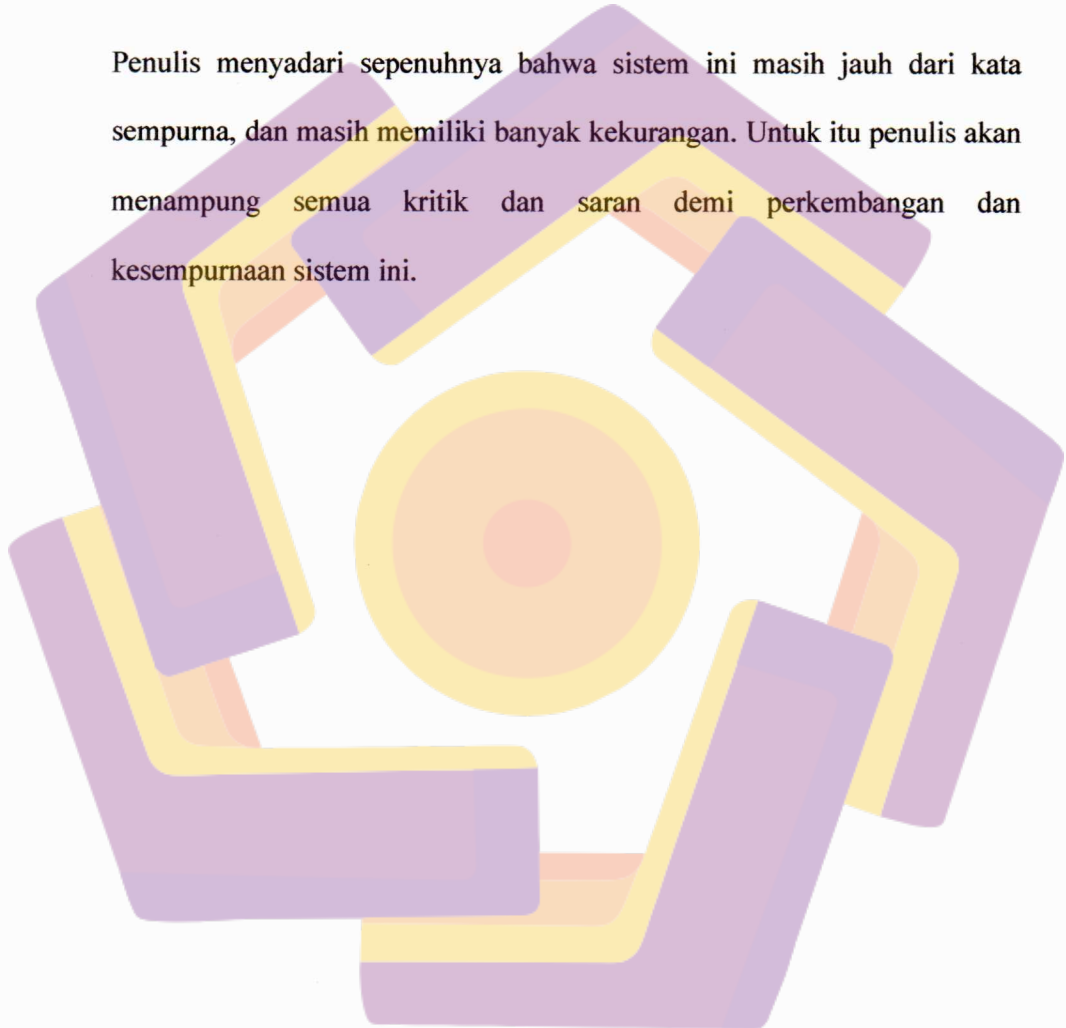 Penulis menyadari sepenuhnya bahwa sistem ini masih jauh dari kata
sempurna, dan masih memiliki banyak kekurangan. Untuk itu penulis akan
menampung semua kritik dan saran demi perkembangan dan
kesempurnaan sistem ini.